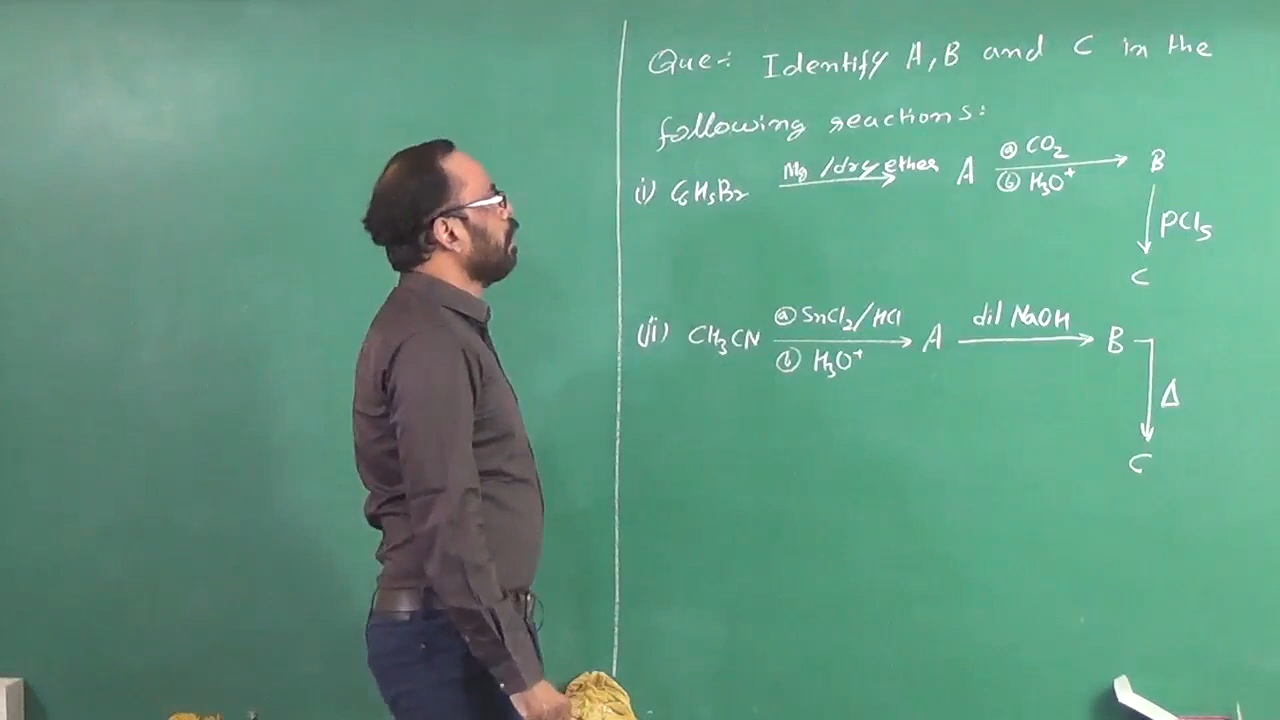 Que:- Identify A, B and C in the
following reactions:
(i) C6H5Br Mg /dry ether A ⓐ CO2 ⓑ H3O+ B
PCl5
C
(ii) CH3CN ⓐ SnCl2/HCl ⓑ H3O+ A dil NaOH B
Δ
C